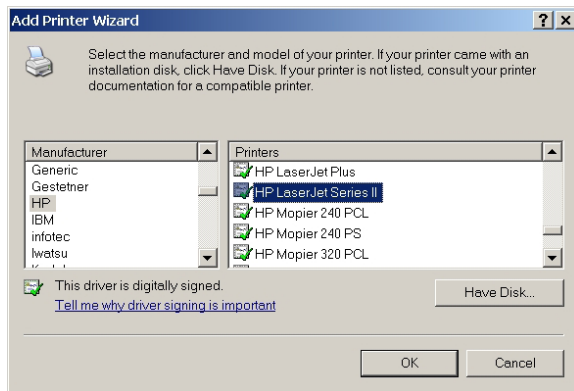 Add Printer Wizard
Select the manufacturer and model of your printer. If your printer came with an
installation disk, click Have Disk. If your printer is not listed, consult your printer
documentation for a compatible printer.
Manufacturer
Generic
Gestetner
HP
IBM
infotec
Iwatsu
Printers
HP LaserJet Plus
HP LaserJet Series II
HP Mopier 240 PCL
HP Mopier 240 PS
HP Mopier 320 PCL
This driver is digitally signed.
Tell me why driver signing is important
Have Disk...
OK
Cancel